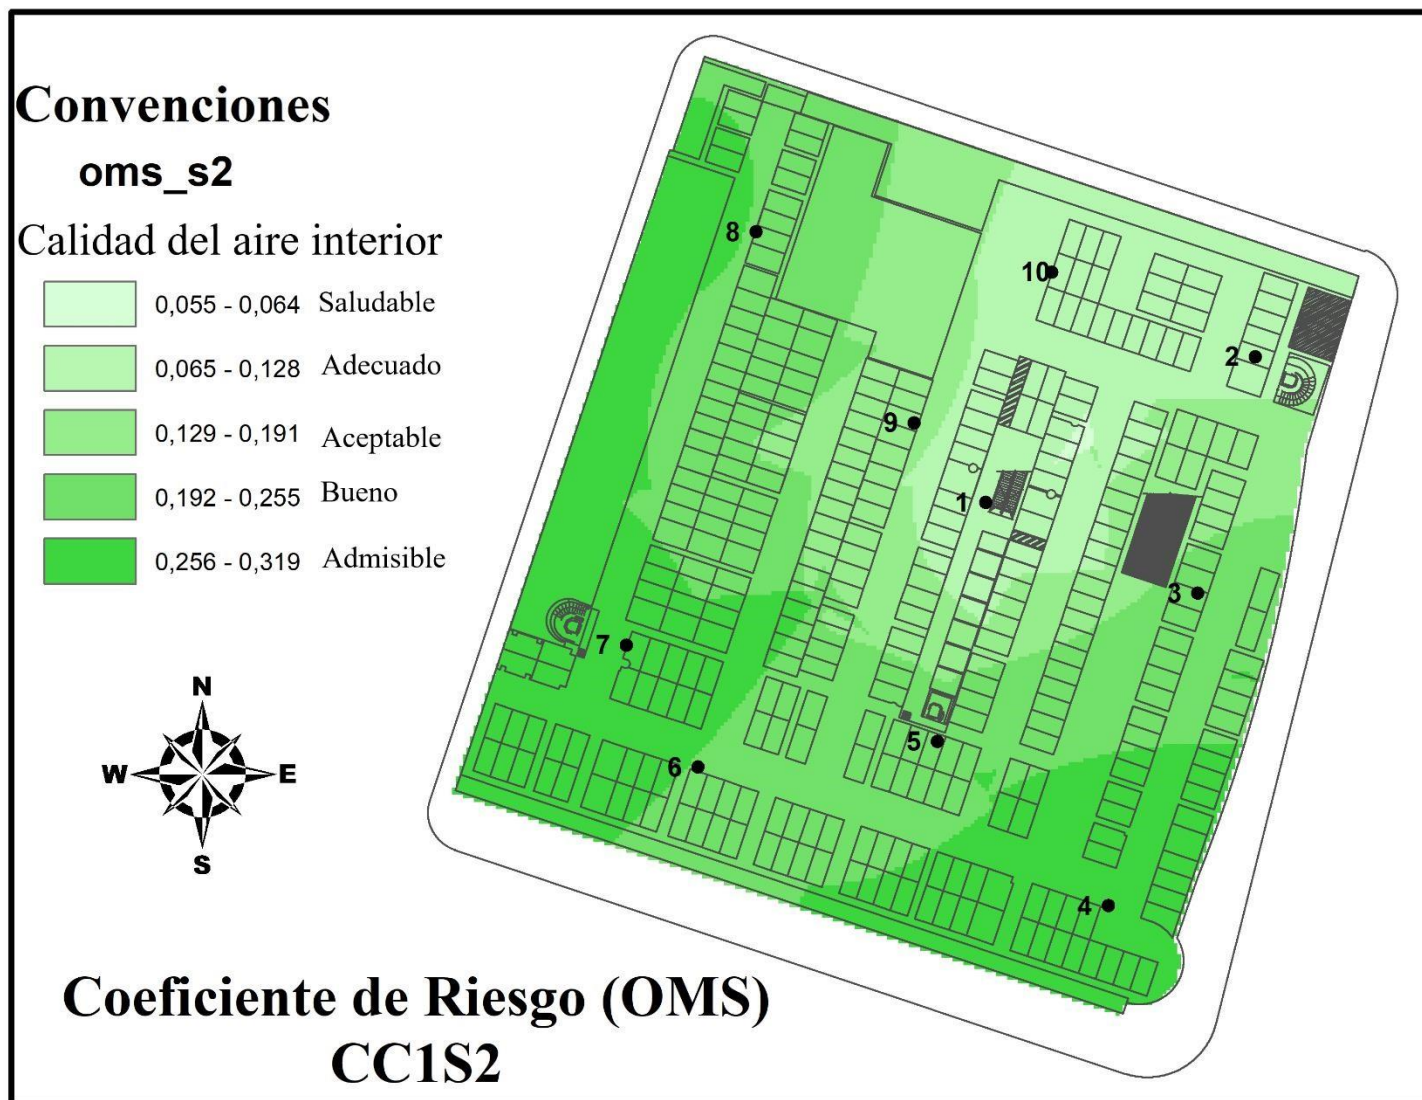 Convenciones
oms_s2
Calidad del aire interior
0,055 - 0,064 Saludable
0,065 - 0,128 Adecuado
0,129 - 0,191 Aceptable
0,192 - 0,255 Bueno
0,256 - 0,319 Admisible
8
10
2
9
1
3
7
5
6
4
N
W E
S
Coeficiente de Riesgo (OMS)
CC1S2